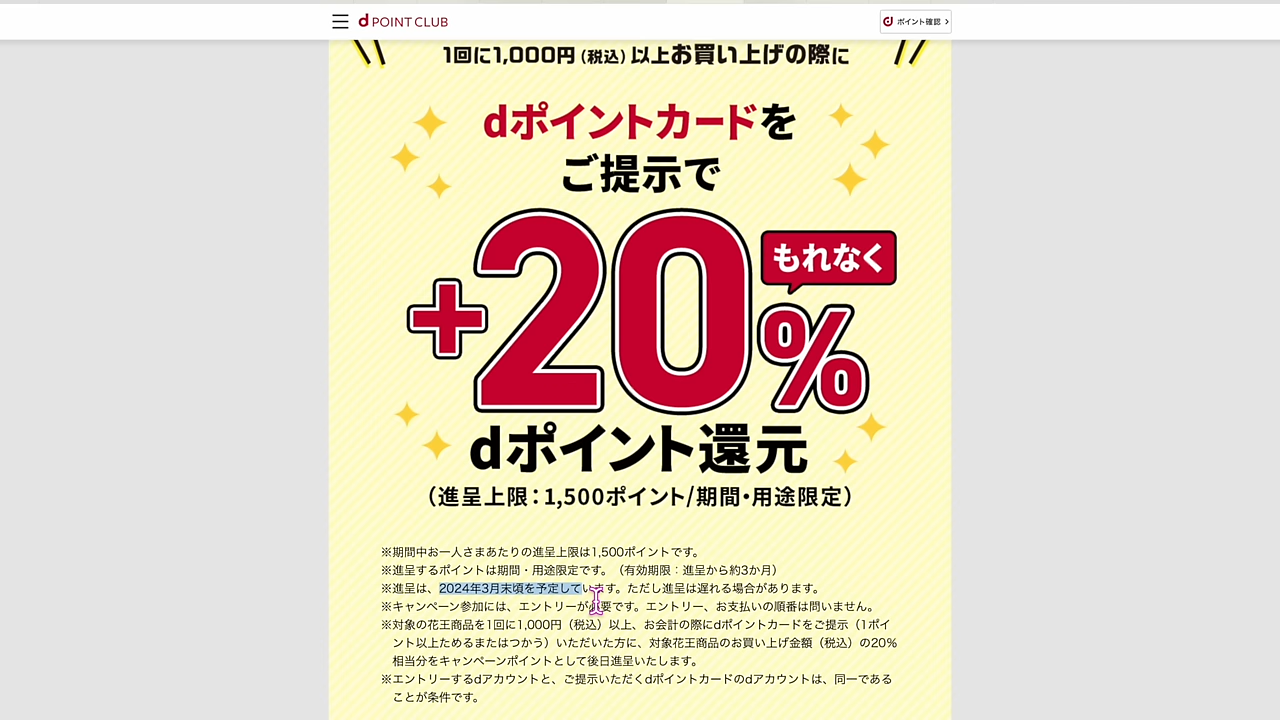 d POINT CLUB
ポイント確認
1回に1,000円(税込)以上お買い上げの際に
dポイントカードを
ご提示で
+20%
もれなく
dポイント還元
(進呈上限:1,500ポイント/期間・用途限定)
※期間中お一人さまあたりの進呈上限は1,500ポイントです。
※進呈するポイントは期間・用途限定です。(有効期限:進呈から約3か月)
※進呈は、2024年3月末頃を予定しています。ただし進呈は遅れる場合があります。
※キャンペーン参加には、エントリーが必要です。エントリー、お支払いの順番は問いません。
※対象の花王商品を1回に1,000円(税込)以上、お会計の際にdポイントカードをご提示(1ポイ
ント以上ためるまたはつかう)いただいた方に、対象花王商品のお買い上げ金額(税込)の20%
相当分をキャンペーンポイントとして後日進呈いたします。
※エントリーするdアカウントと、ご提示いただくdポイントカードのdアカウントは、同一である
ことが条件です。